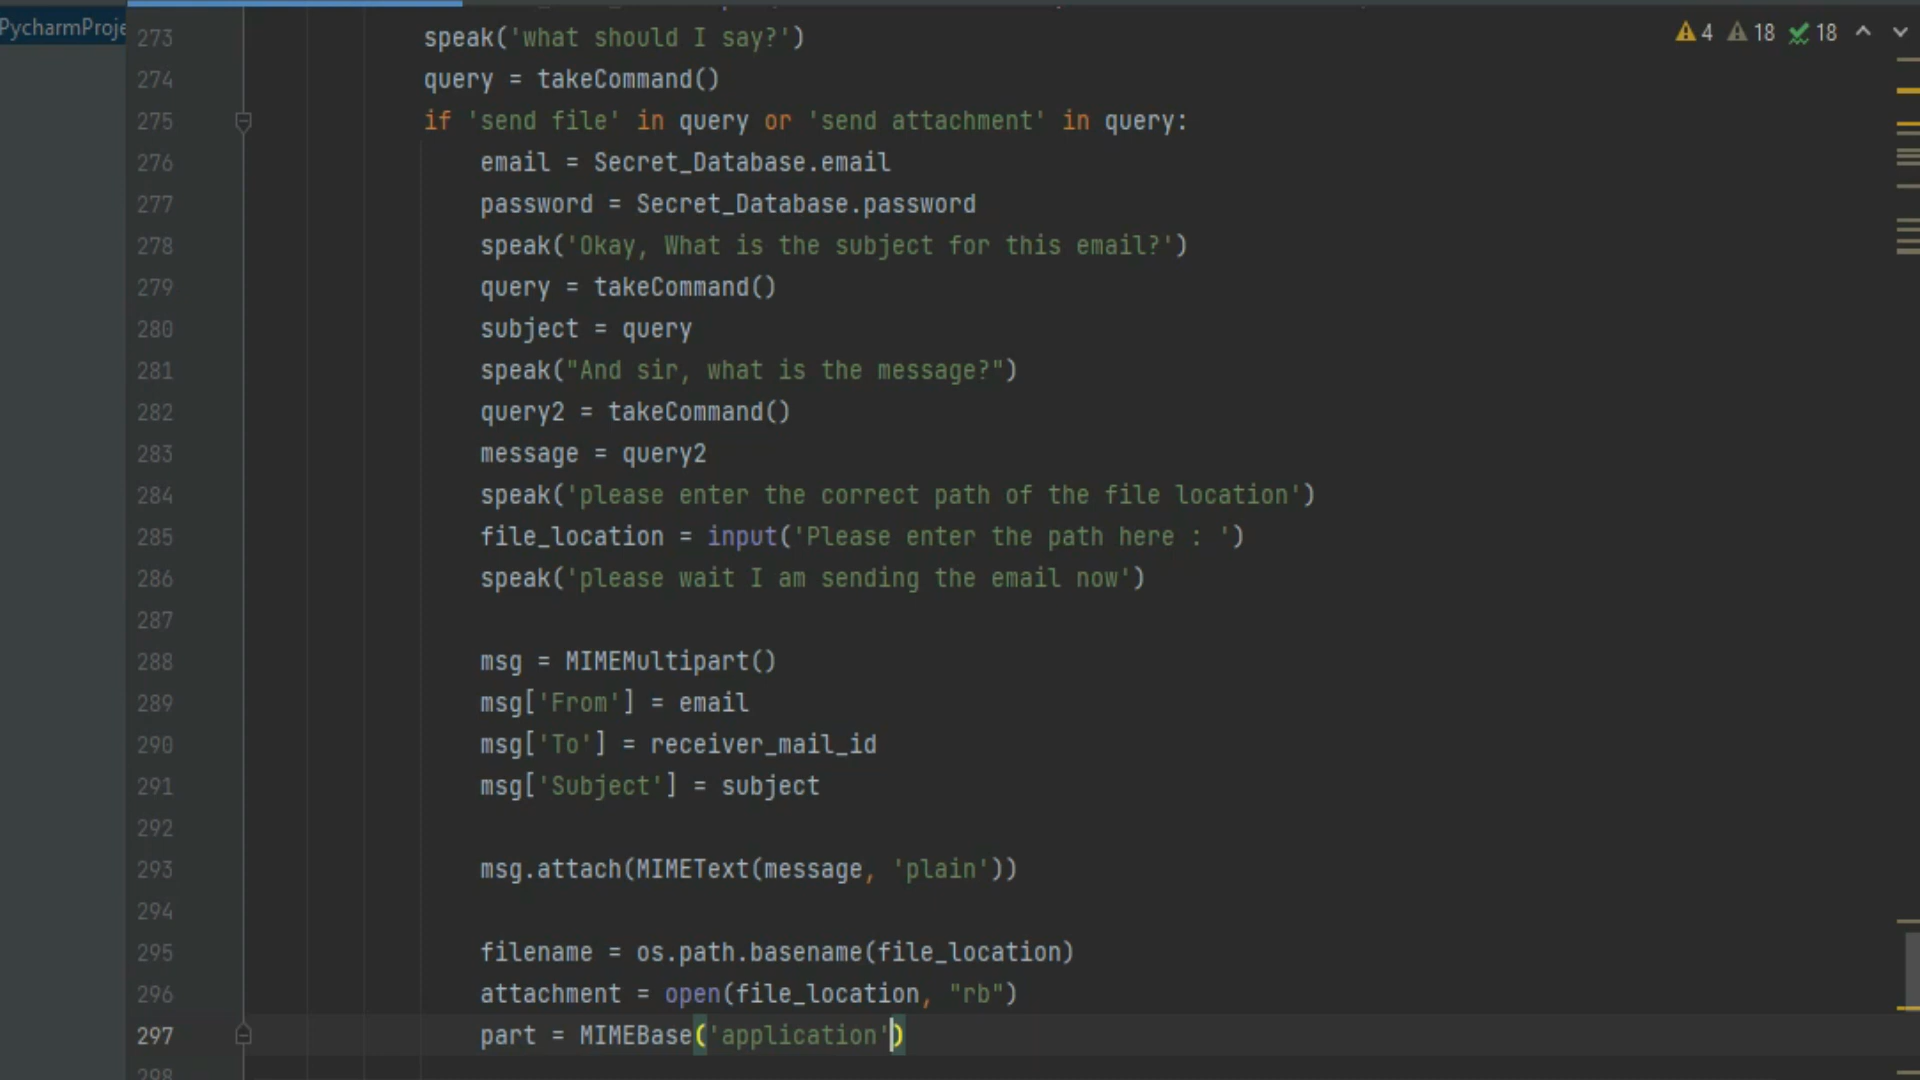 PycharmProje
4 18 18
273 speak('what should I say?')
274 query = takeCommand()
275 if 'send file' in query or 'send attachment' in query:
276 email = Secret_Database.email
277 password = Secret_Database.password
278 speak('Okay, What is the subject for this email?')
279 query = takeCommand()
280 subject = query
281 speak("And sir, what is the message?")
282 query2 = takeCommand()
283 message = query2
284 speak('please enter the correct path of the file location')
285 file_location = input('Please enter the path here : ')
286 speak('please wait I am sending the email now')
287
288 msg = MIMEMultipart()
289 msg['From'] = email
290 msg['To'] = receiver_mail_id
291 msg['Subject'] = subject
292
293 msg.attach(MIMEText(message, 'plain'))
294
295 filename = os.path.basename(file_location)
296 attachment = open(file_location, "rb")
297 part = MIMEBase('application')
298